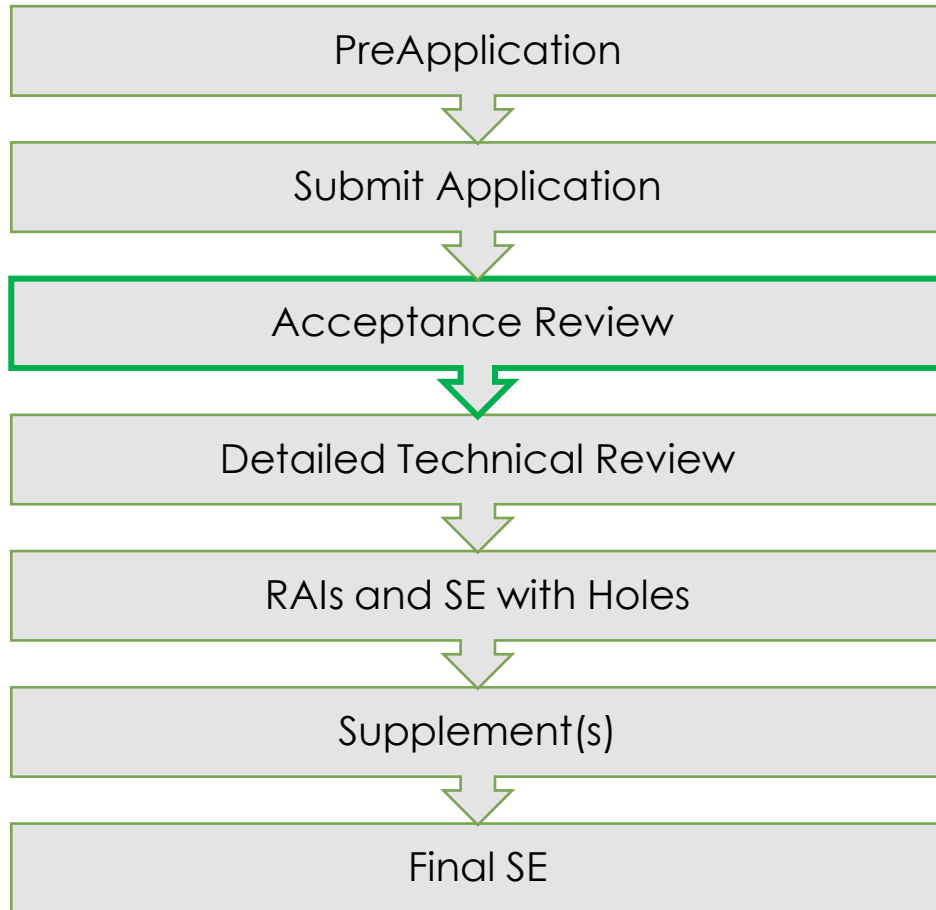 PreApplication
Submit Application
Acceptance Review
Detailed Technical Review
RAIs and SE with Holes
Supplement(s)
Final SE